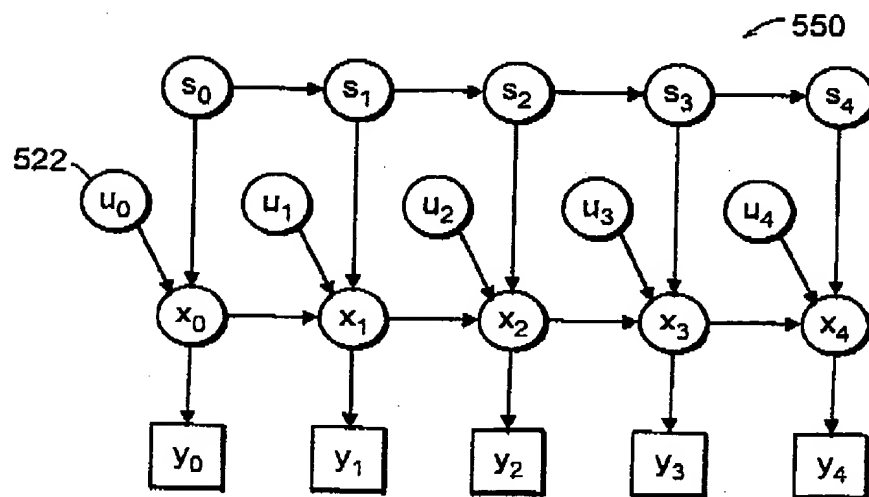 550
s₀ s₁ s₂ s₃ s₄
522
u₀ u₁ u₂ u₃ u₄
x₀ x₁ x₂ x₃ x₄
y₀ y₁ y₂ y₃ y₄